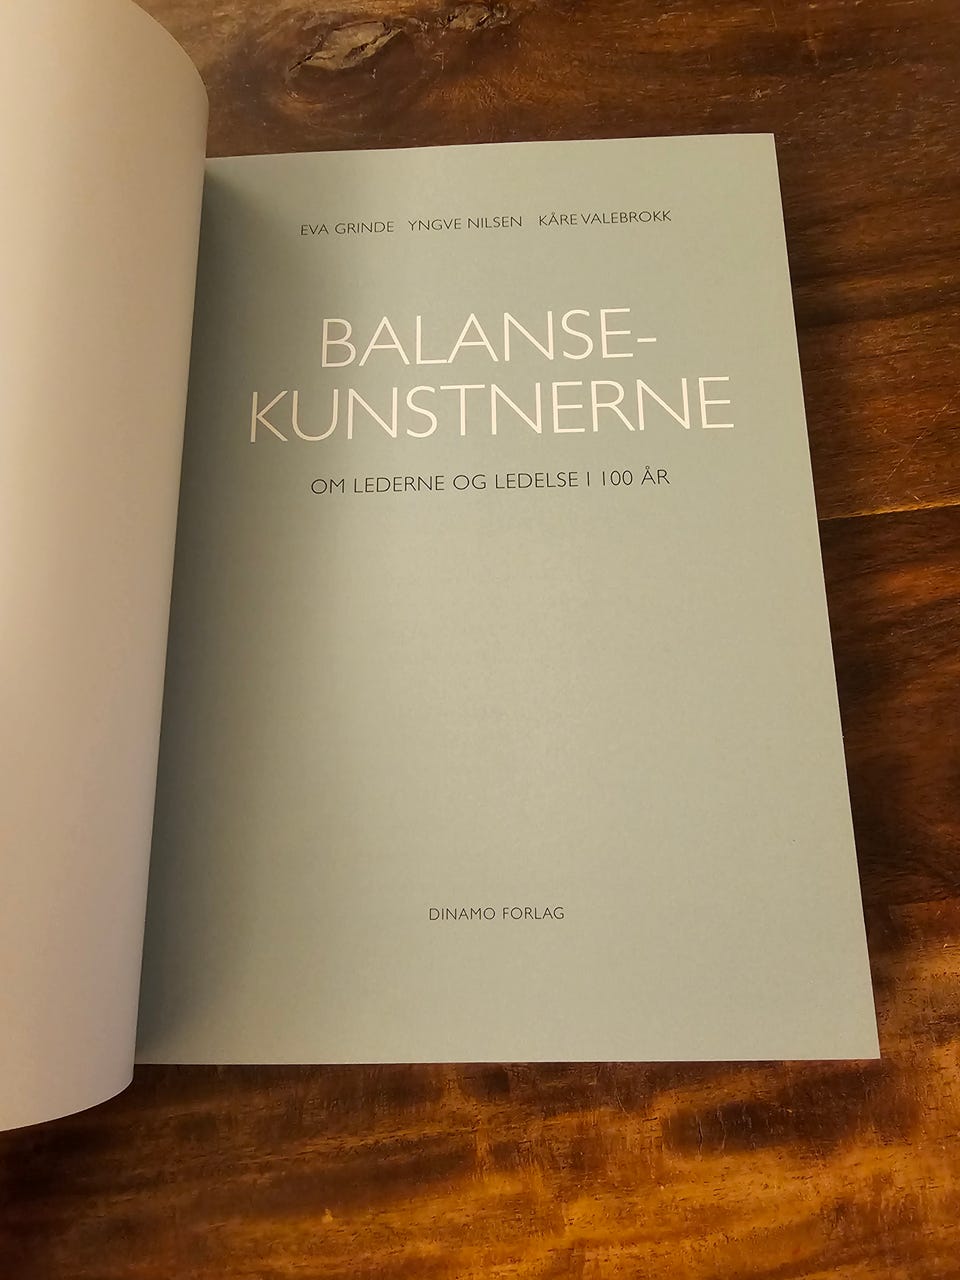 EVA GRINDE YNGVE NILSEN KÅRE VALEBROKK
BALANSE-
KUNSTNERNE
OM LEDERNE OG LEDELSE I 100 ÅR
DINAMO FORLAG